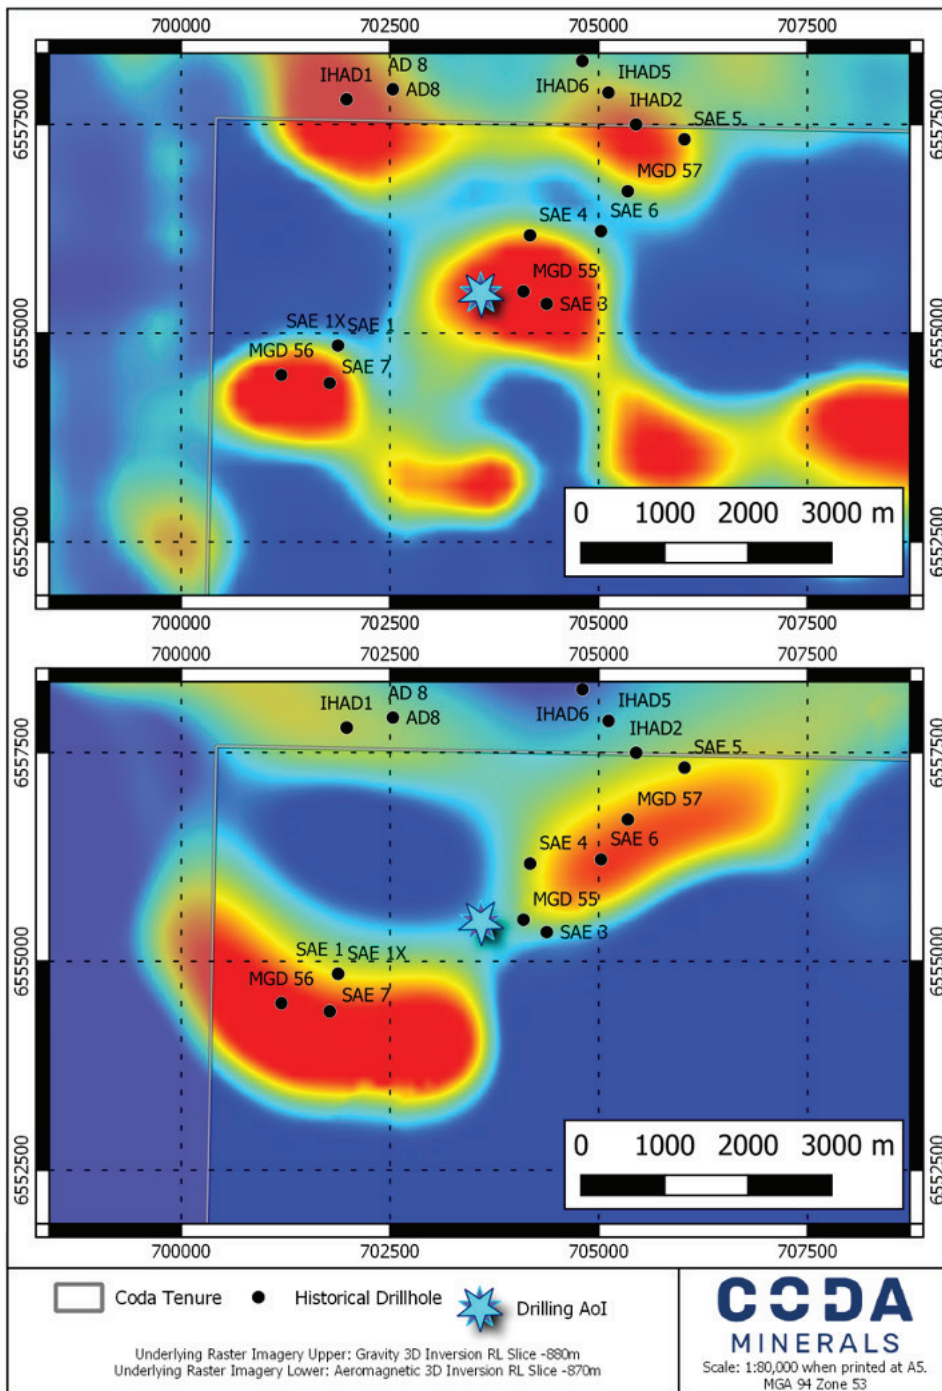 700000 702500 705000 707500
AD 8
IHAD1
AD8
IHAD6
IHAD5
IHAD2
SAE 5
MGD 57
SAE 4
SAE 6
MGD 55
SAE 3
SAE 1X SAE 1
MGD 56
SAE 7
6557500 6557500
6555000 6555000
6552500 6552500
0 1000 2000 3000 m
700000 702500 705000 707500
700000 702500 705000 707500
AD 8
IHAD1
AD8
IHAD6
IHAD5
IHAD2
SAE 5
MGD 57
SAE 4
SAE 6
MGD 55
SAE 3
SAE 1 SAE 1X
MGD 56
SAE 7
6557500 6557500
6555000 6555000
6552500 6552500
0 1000 2000 3000 m
700000 702500 705000 707500
Coda Tenure Historical Drillhole Drilling AoI
Underlying Raster Imagery Upper: Gravity 3D Inversion RL Slice -880m
Underlying Raster Imagery Lower: Aeromagnetic 3D Inversion RL Slice -870m
CODA
MINERALS
Scale: 1:80,000 when printed at A5.
MGA 94 Zone 53